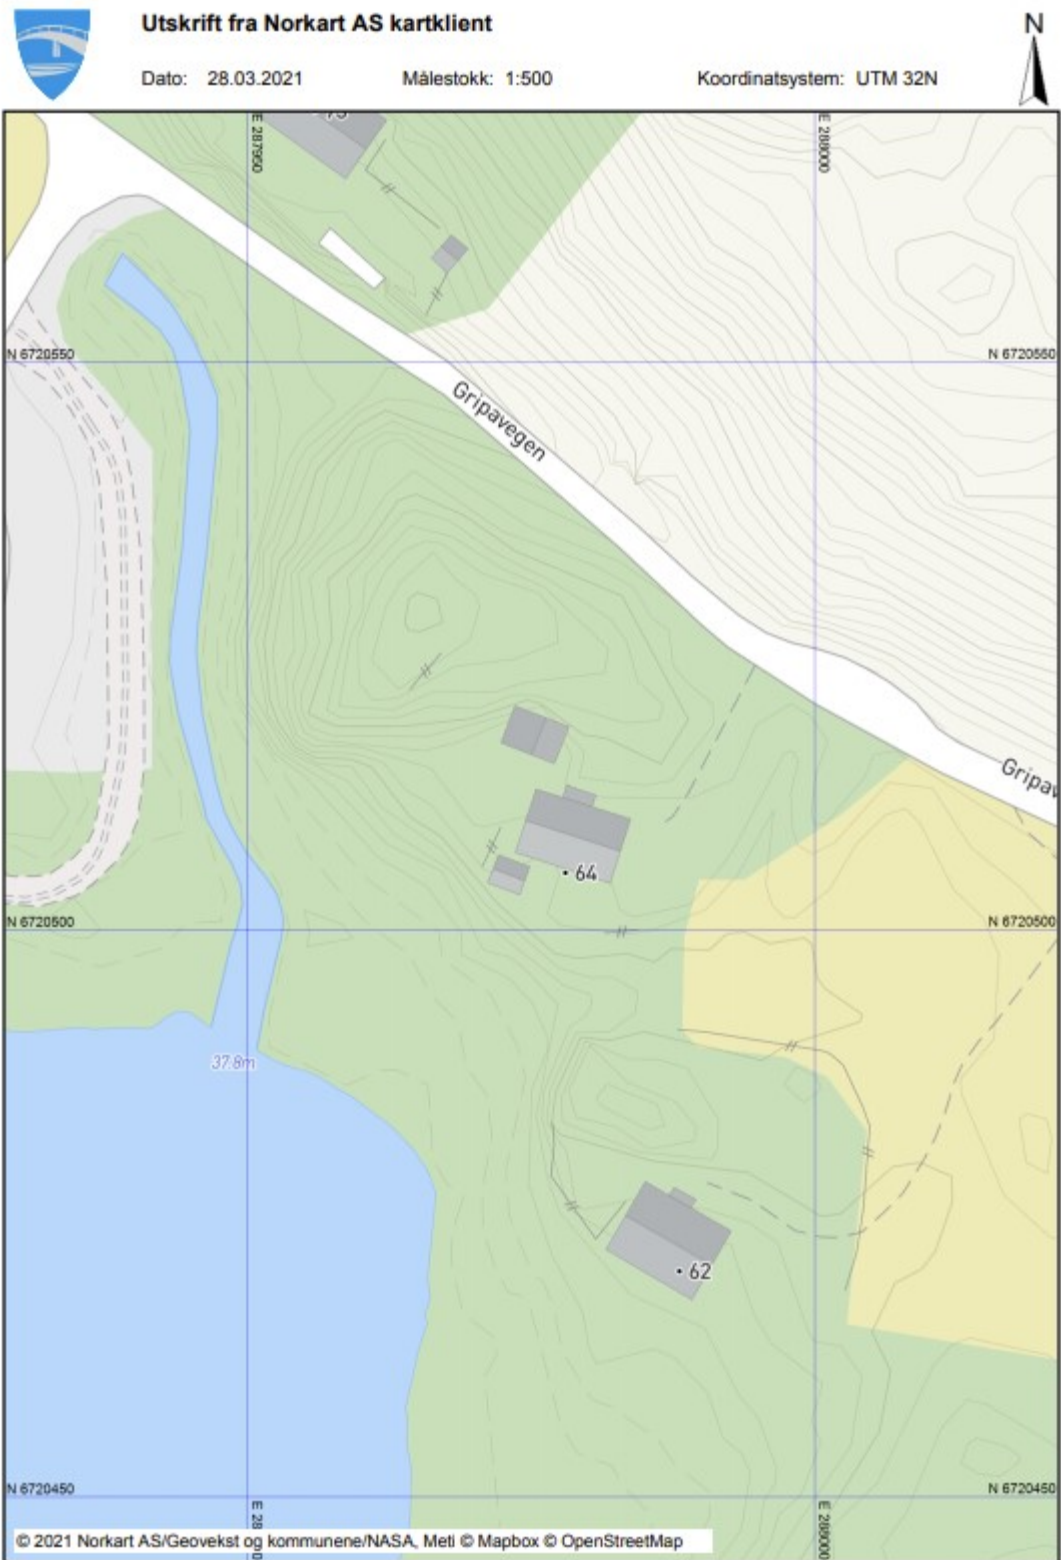 Utskrift fra Norkart AS kartklient
N
Dato: 28.03.2021 Målestokk: 1:500 Koordinatsystem: UTM 32N
E 287950
E 288000
N 6720550
N 6720550
Gripavegen
64
N 6720500
N 6720500
37.8m
62
N 6720450
N 6720450
E 288000
© 2021 Norkart AS/Geovekst og kommunene/NASA, Meti © Mapbox © OpenStreetMap